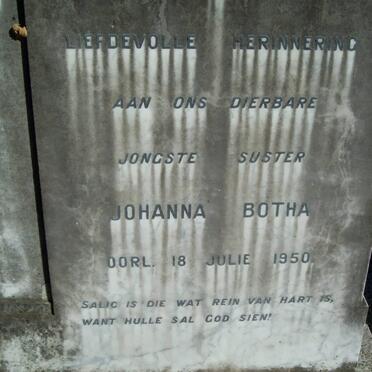 LIEFDEVOLLE HERINNERING
AAN ONS DIERBARE
JONGSTE SUSTER
JOHANNA BOTHA
OORL. 18 JULIE 1950.
SALIG IS DIE WAT REIN VAN HART IS,
WANT HULLE SAL GOD SIEN!